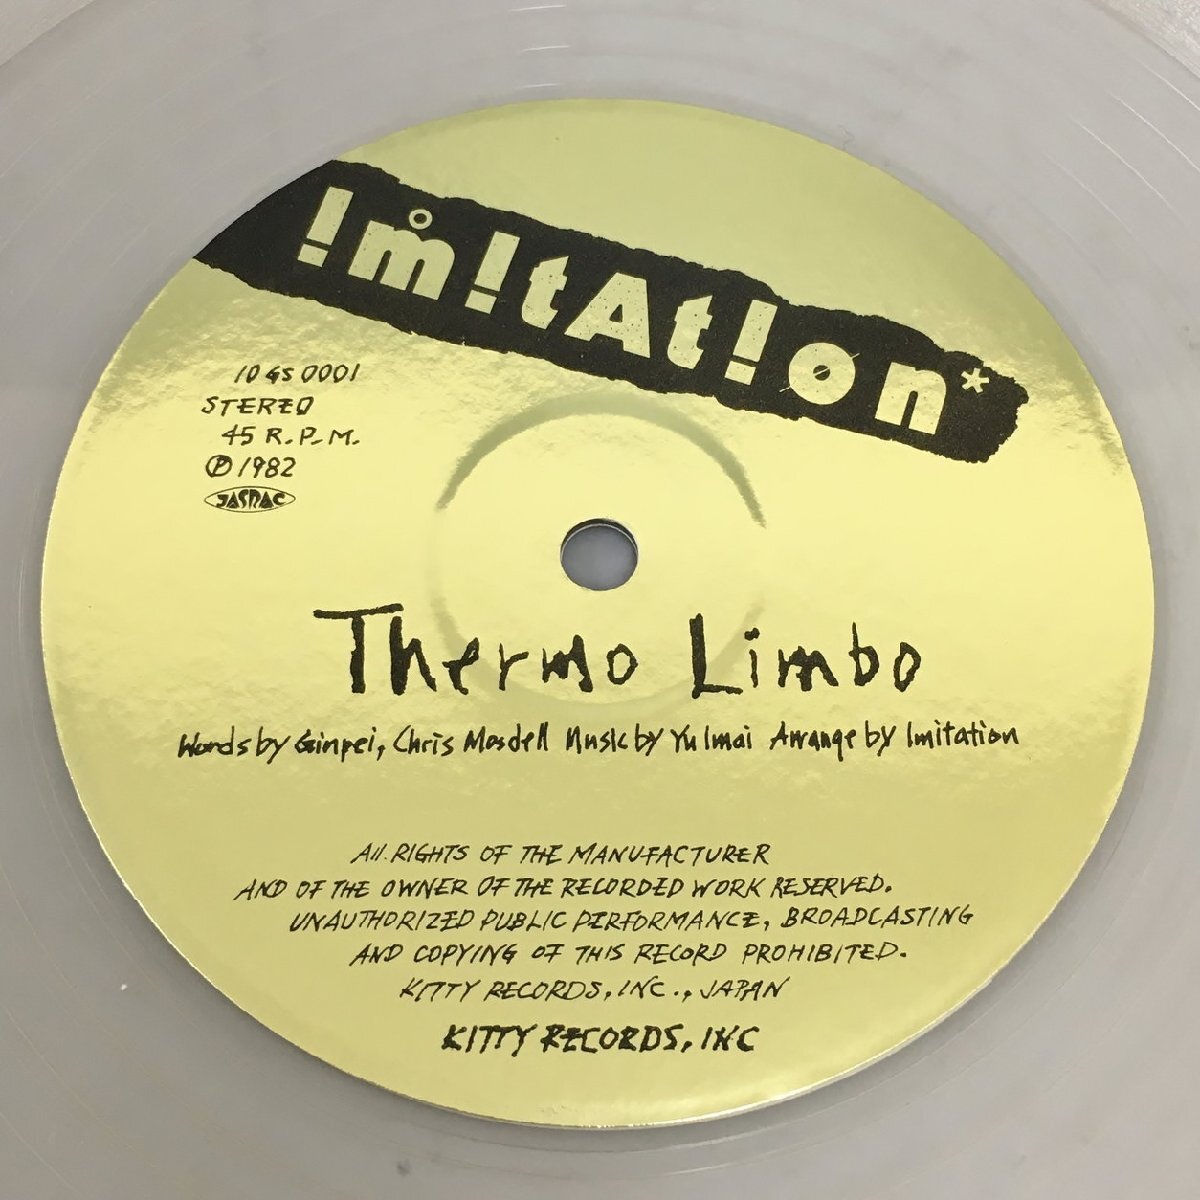 !m!tAt!on*
10 GS 0001
STEREO
45 R.P.M.
Ⓟ 1982
JASRAC
Thermo Limbo
Words by Ginpei, Chris Mosdell Music by Yu Imai Arrange by Imitation
All RIGHTS OF THE MANUFACTURER
AND OF THE OWNER OF THE RECORDED WORK RESERVED.
UNAUTHORIZED PUBLIC PERFORMANCE, BROADCASTING
AND COPYING OF THIS RECORD PROHIBITED.
KITTY RECORDS, INC., JAPAN
KITTY RECORDS, INC